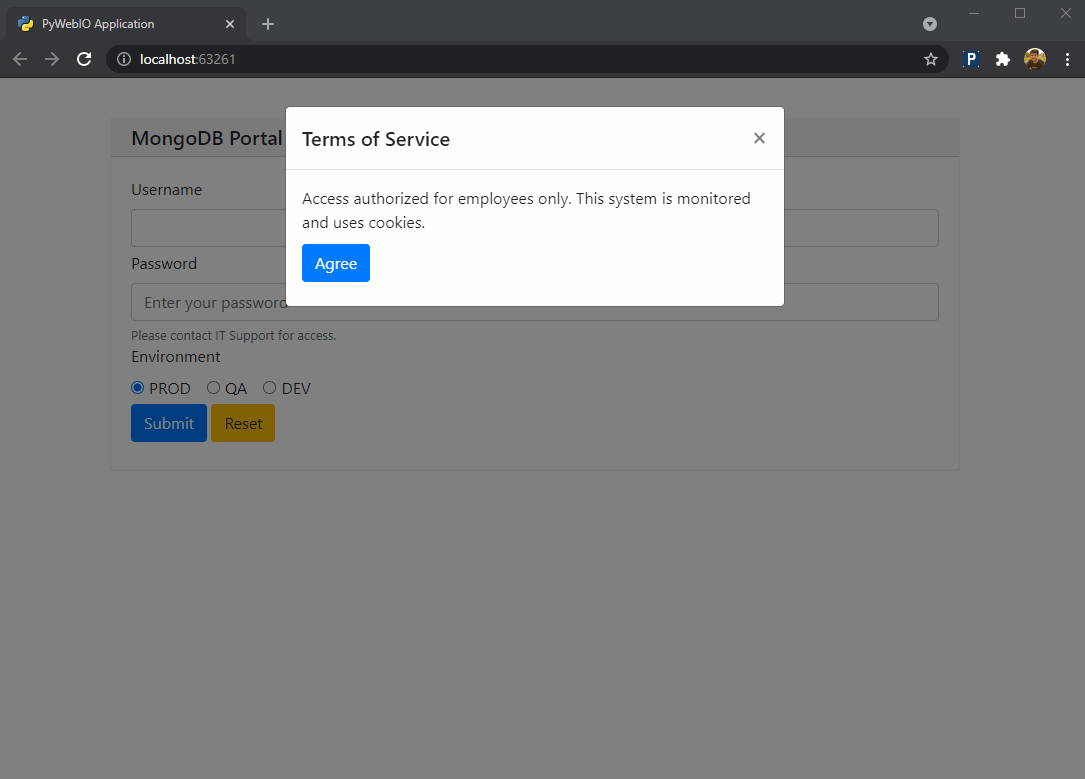 PyWebIO Application
localhost:63261
P
MongoDB Portal
Terms of Service
×
Username
Access authorized for employees only. This system is monitored
and uses cookies.
Agree
Password
Enter your password
Please contact IT Support for access.
Environment
PROD QA DEV
Submit Reset